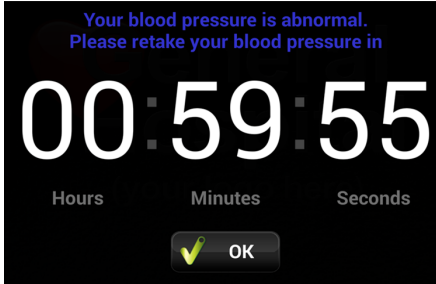 Your blood pressure is abnormal.
Please retake your blood pressure in
00:59:55
Hours Minutes Seconds
OK